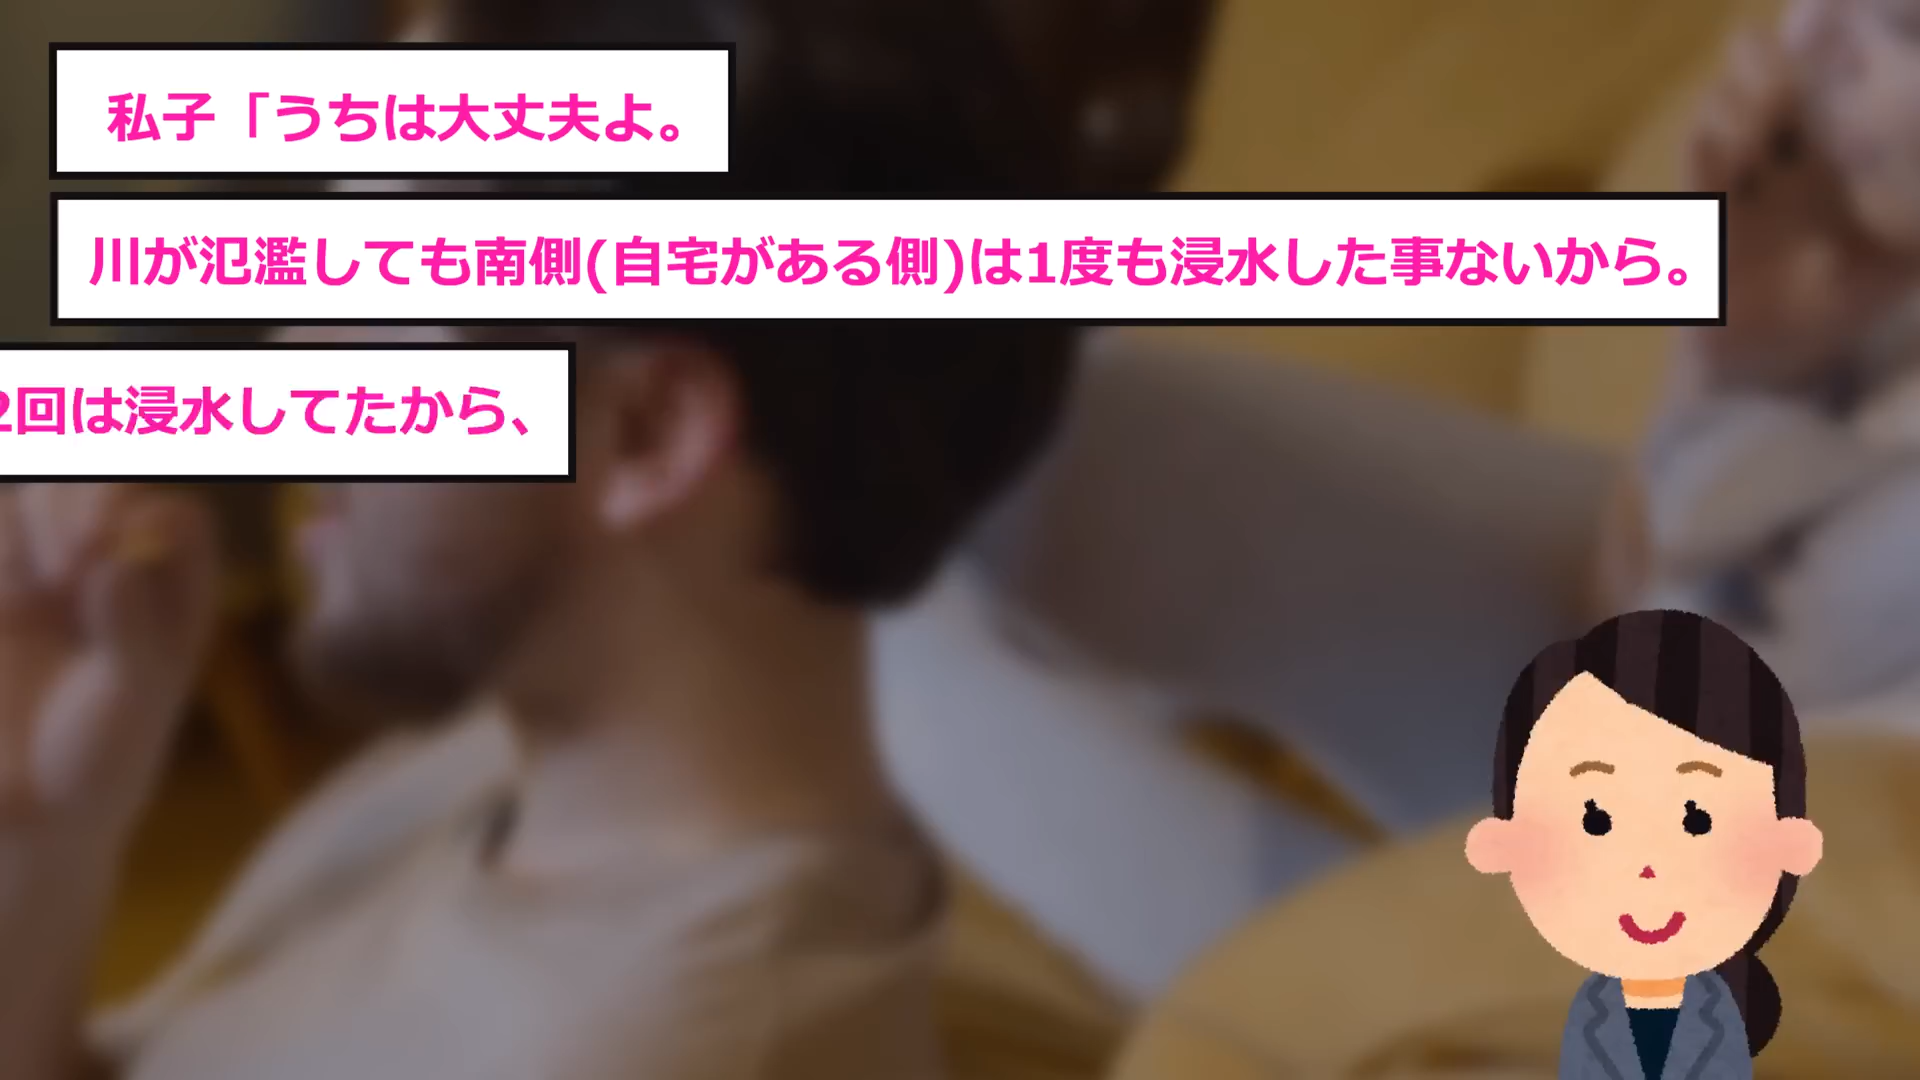 私子「うちは大丈夫よ。
川が氾濫しても南側(自宅がある側)は1度も浸水した事ないから。
2回は浸水してたから、